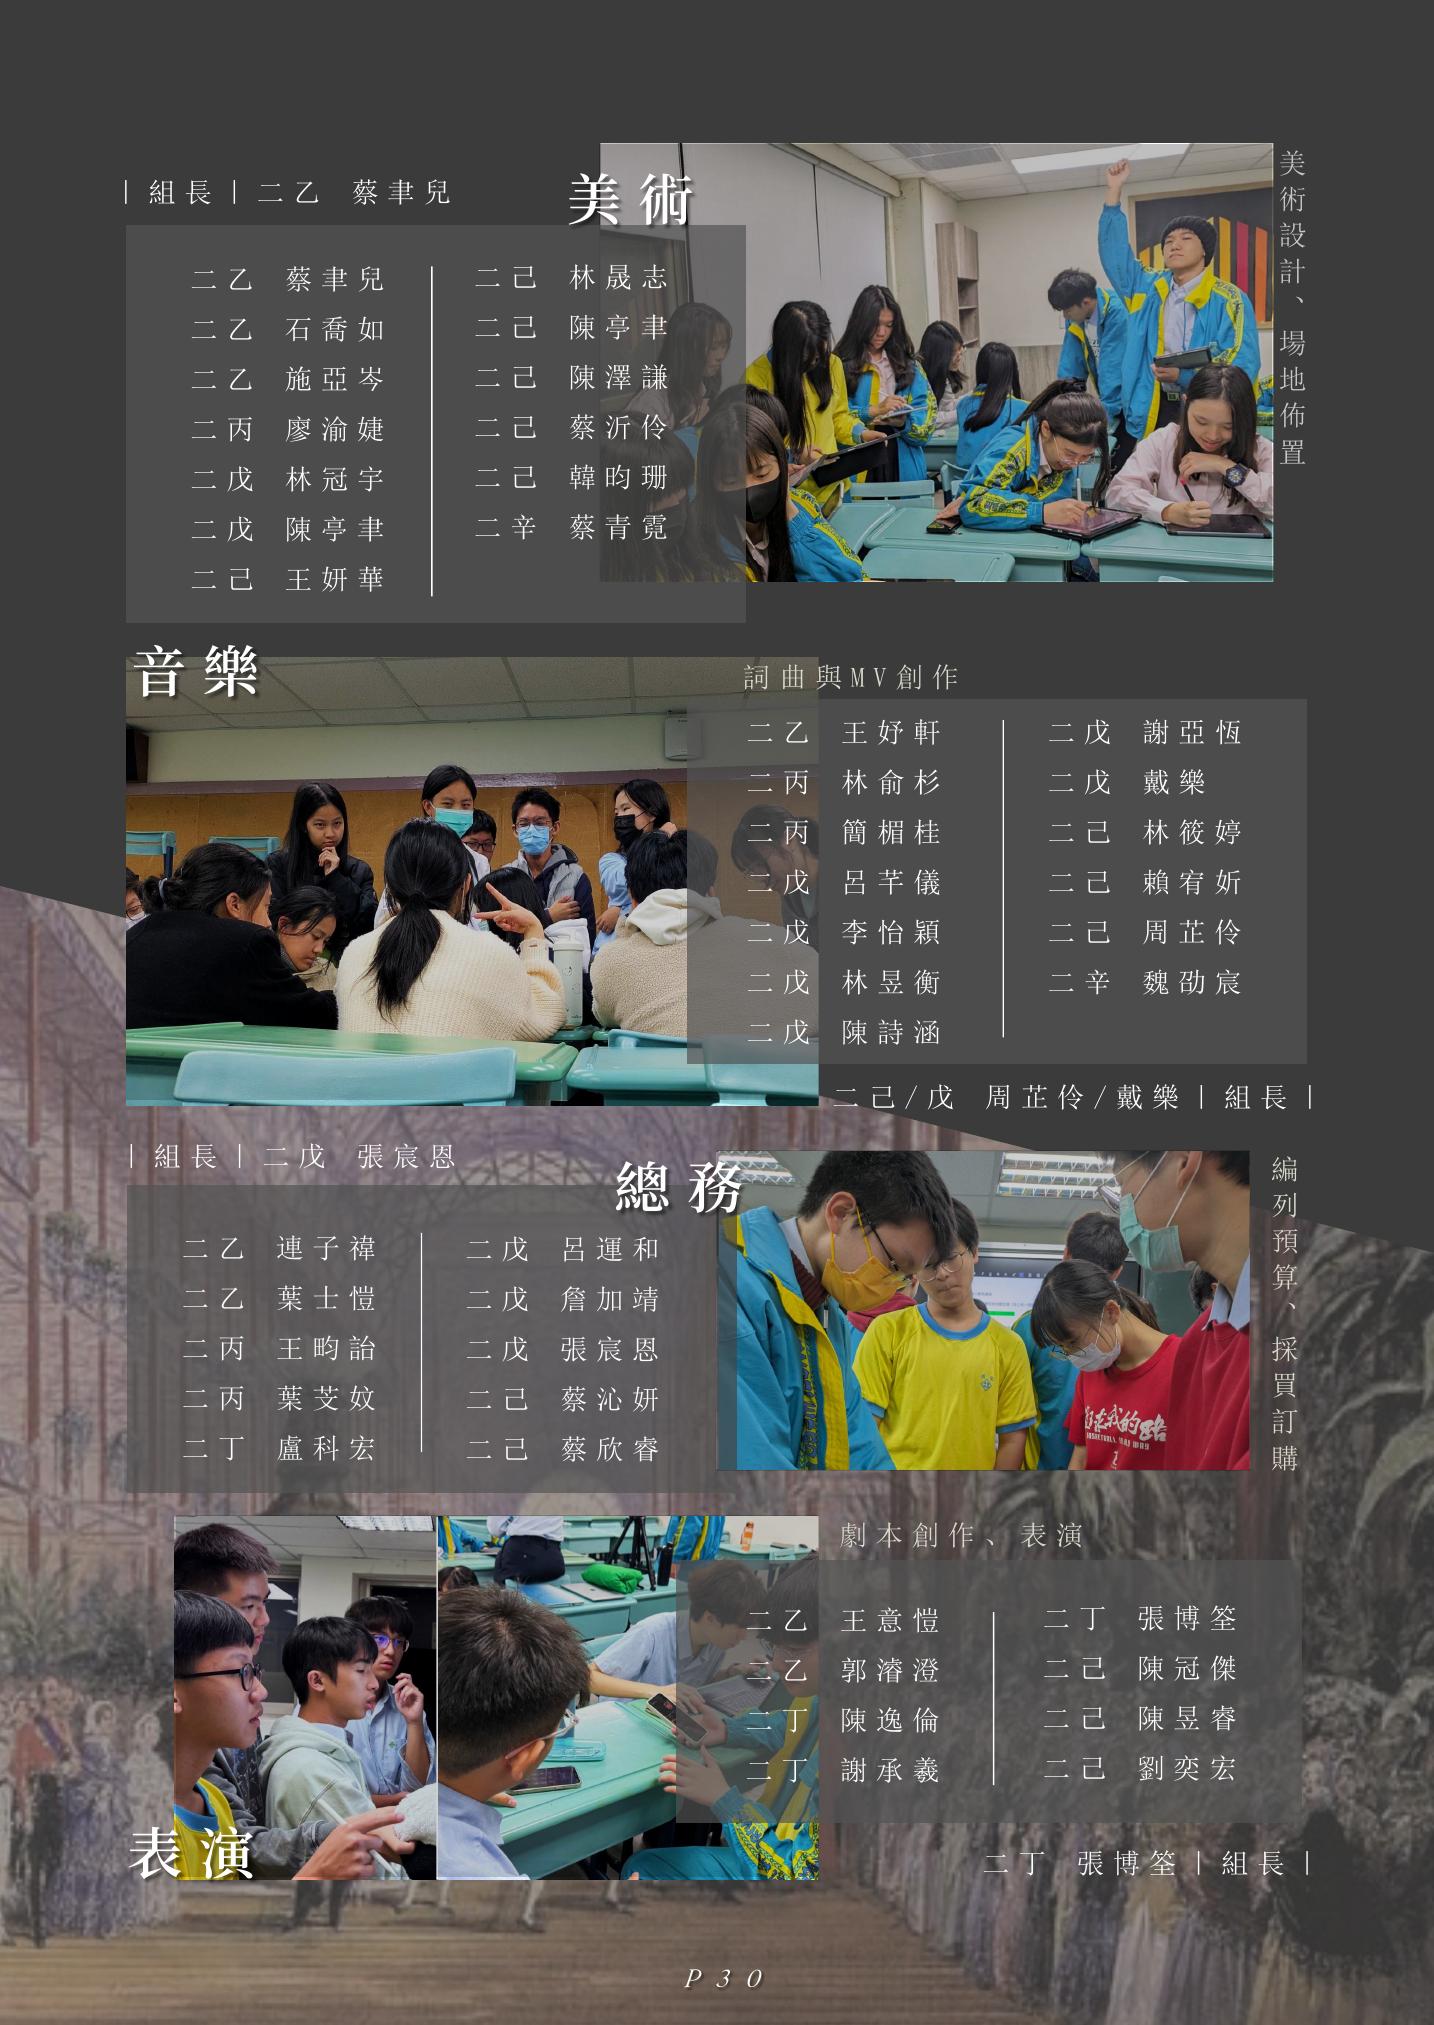 |組長|二乙 蔡聿兒
美術
二乙 蔡聿兒
二乙 石喬如
二乙 施亞岑
二丙 廖渝婕
二戊 林冠宇
二戊 陳亭聿
二己 王妍華
二己 林晟志
二己 陳亭聿
二己 陳澤謙
二己 蔡沂伶
二己 韓昀珊
二辛 蔡青霓
美術設計、場地佈置
音樂
詞曲與MV創作
二乙 王妤軒
二丙 林俞杉
二丙 簡楣桂
二戊 呂芊儀
二戊 李怡穎
二戊 林昱衡
二戊 陳詩涵
二戊 謝亞恆
二戊 戴樂
二己 林筱婷
二己 賴宥妡
二己 周芷伶
二辛 魏劭宸
二己/戊 周芷伶/戴樂|組長|
|組長|二戊 張宸恩
總務
二乙 連子禕
二乙 葉士愷
二丙 王畇詒
二丙 葉芠妏
二丁 盧科宏
二戊 呂運和
二戊 詹加靖
二戊 張宸恩
二己 蔡沁妍
二己 蔡欣睿
編列預算、採買訂購
劇本創作、表演
二乙 王意愷
二乙 郭濬澄
二丁 陳逸倫
二丁 謝承羲
二丁 張博筌
二己 陳冠傑
二己 陳昱睿
二己 劉奕宏
表演
二丁 張博筌|組長|
P30